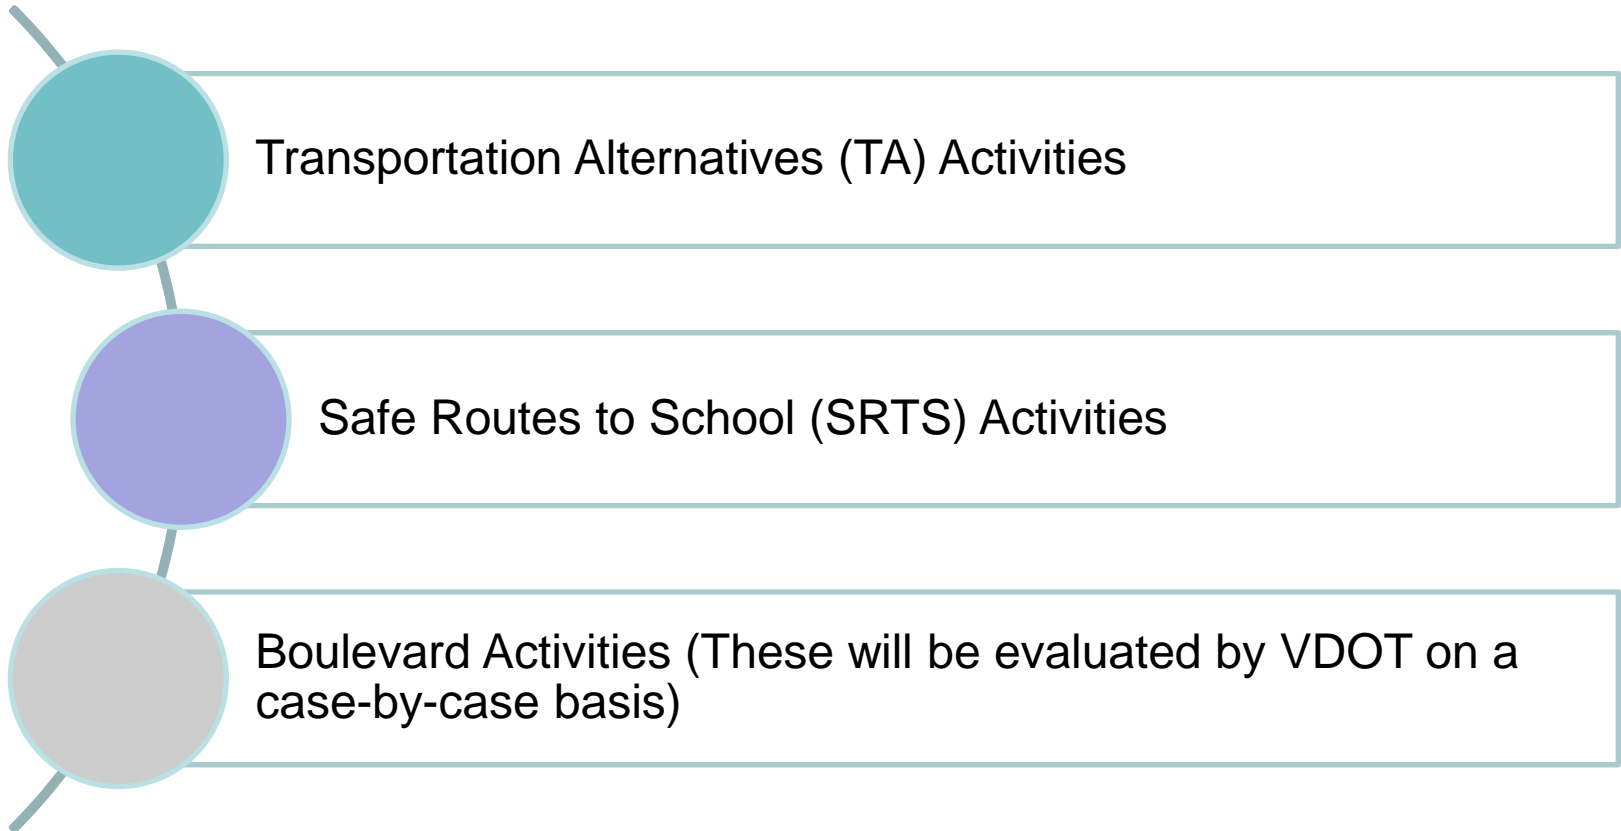 Transportation Alternatives (TA) Activities
Safe Routes to School (SRTS) Activities
Boulevard Activities (These will be evaluated by VDOT on a
case-by-case basis)